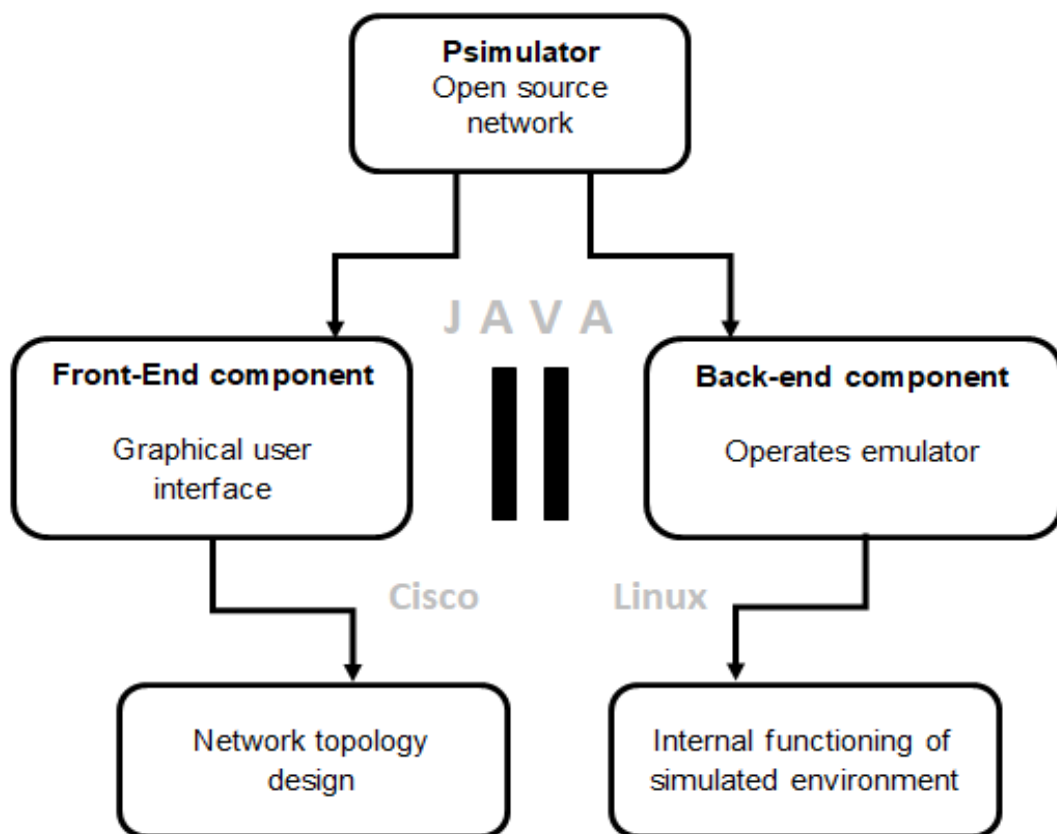 Psimulator
Open source
network
J A V A
Front-End component
Graphical user
interface
Back-end component
Operates emulator
Cisco
Linux
Network topology
design
Internal functioning of
simulated environment